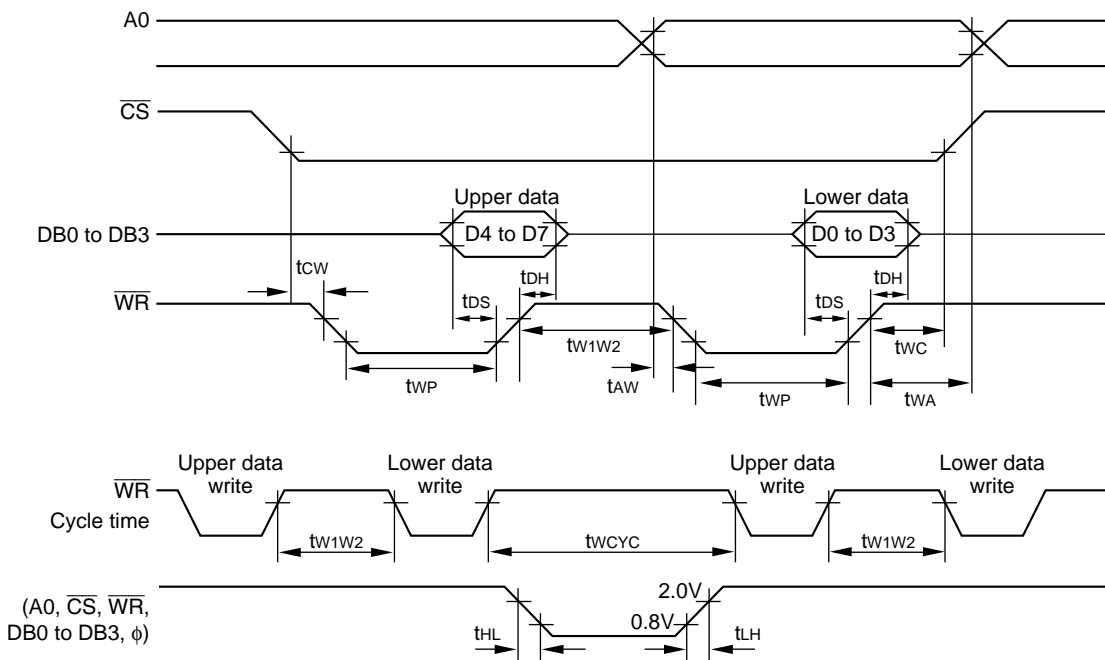 A0
CS
Upper data
Lower data
DB0 to DB3
D4 to D7
D0 to D3
tCW
tDH
tDH
WR
tDS
tDS
tW1W2
tWC
tWP
tAW
tWP
tWA
Upper data
write
Lower data
write
Upper data
write
Lower data
write
WR
Cycle time
tW1W2
tWCYC
tW1W2
(A0, CS, WR,
DB0 to DB3, ϕ)
2.0V
0.8V
tHL
tLH